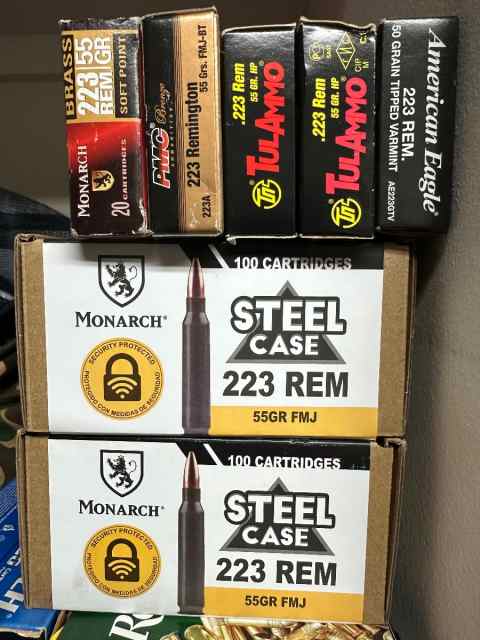 BRASS
223 55
REM GR
SOFT POINT
MONARCH
20 CARTRIDGES
PMC Bronze
AMMUNITION
223 Remington
55 Grs. FMJ-BT
223A
.223 Rem
55 Gr. HP
TULAMMO
.223 Rem
55 Gr. HP
TULAMMO
CIP
M
American Eagle
223 REM.
50 GRAIN TIPPED VARMINT
AE223GTV
100 CARTRIDGES
MONARCH®
STEEL
CASE
SECURITY PROTECTED
PROTEGIDO CON MEDIDAS DE SEGURIDAD
223 REM
55GR FMJ
100 CARTRIDGES
MONARCH®
STEEL
CASE
SECURITY PROTECTED
PROTEGIDO CON MEDIDAS DE SEGURIDAD
223 REM
55GR FMJ